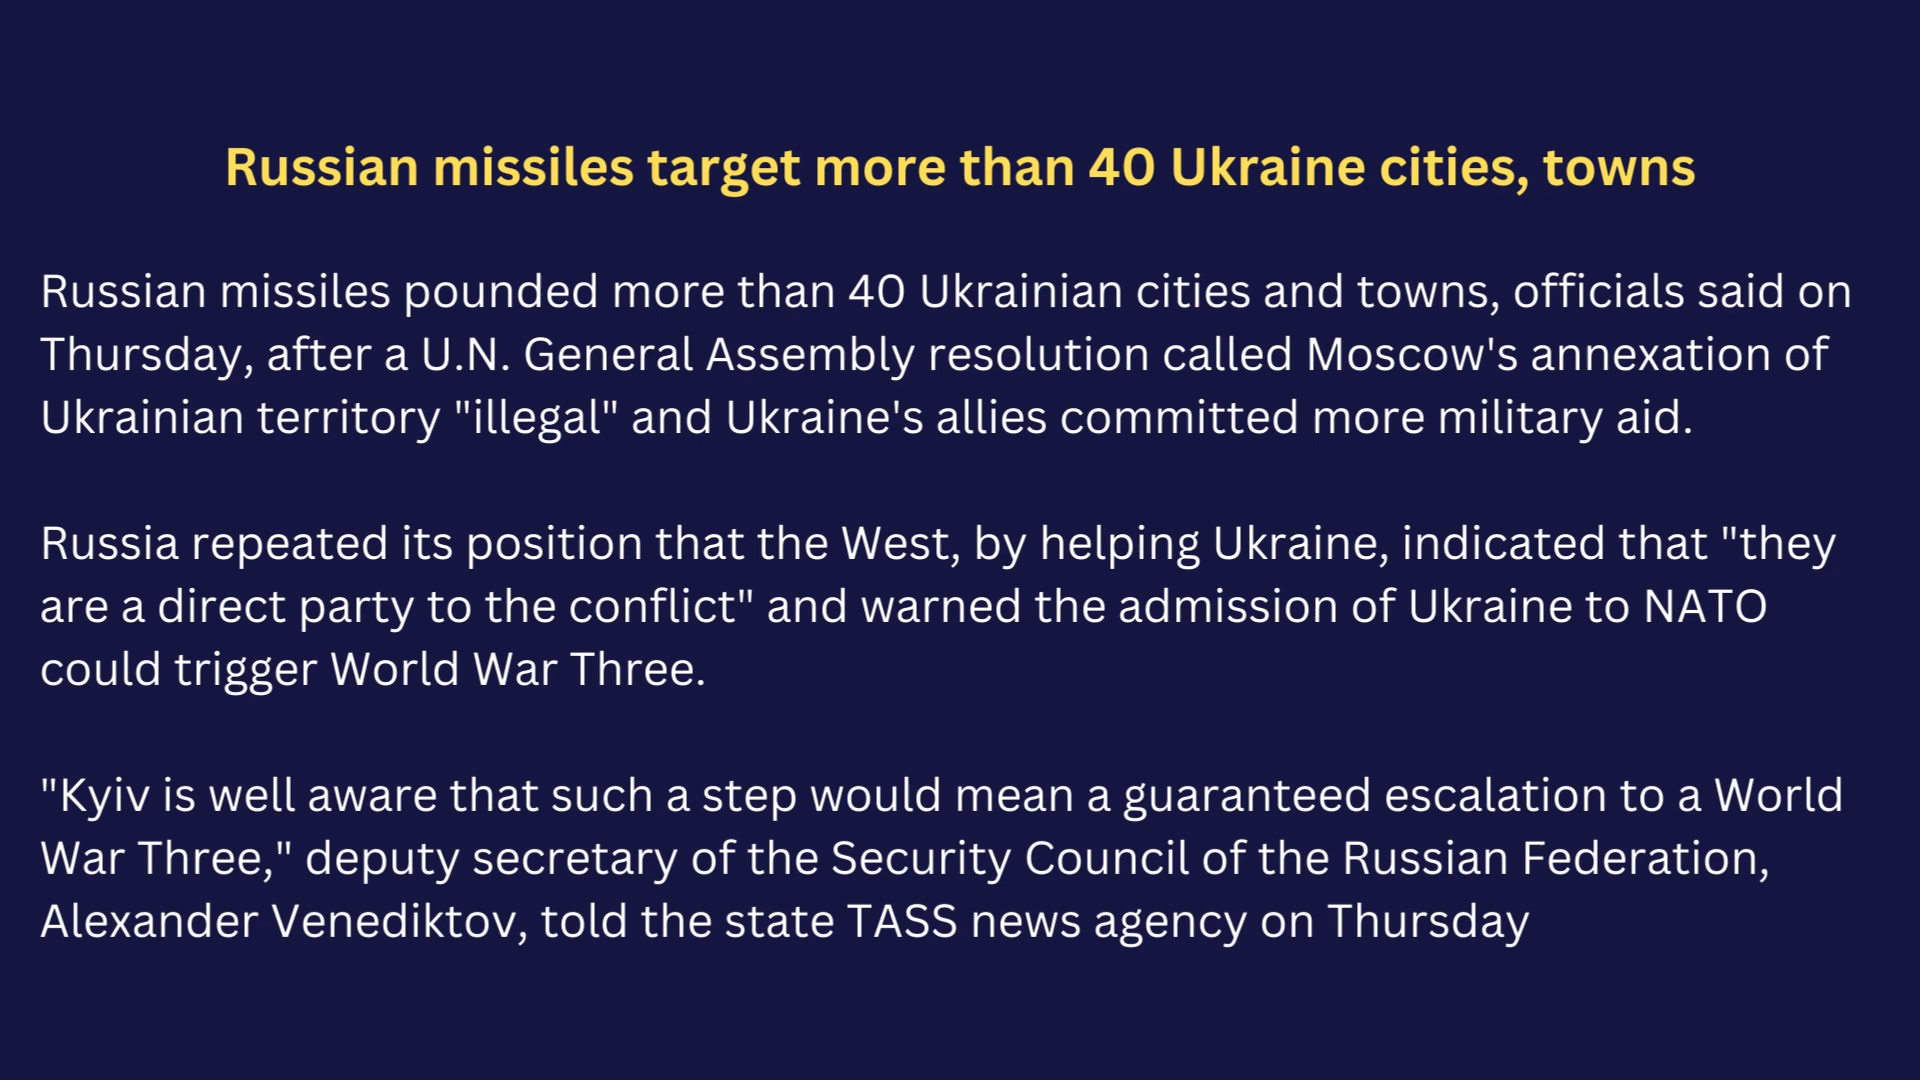 Russian missiles target more than 40 Ukraine cities, towns
Russian missiles pounded more than 40 Ukrainian cities and towns, officials said on
Thursday, after a U.N. General Assembly resolution called Moscow's annexation of
Ukrainian territory "illegal" and Ukraine's allies committed more military aid.
Russia repeated its position that the West, by helping Ukraine, indicated that "they
are a direct party to the conflict" and warned the admission of Ukraine to NATO
could trigger World War Three.
"Kyiv is well aware that such a step would mean a guaranteed escalation to a World
War Three," deputy secretary of the Security Council of the Russian Federation,
Alexander Venediktov, told the state TASS news agency on Thursday